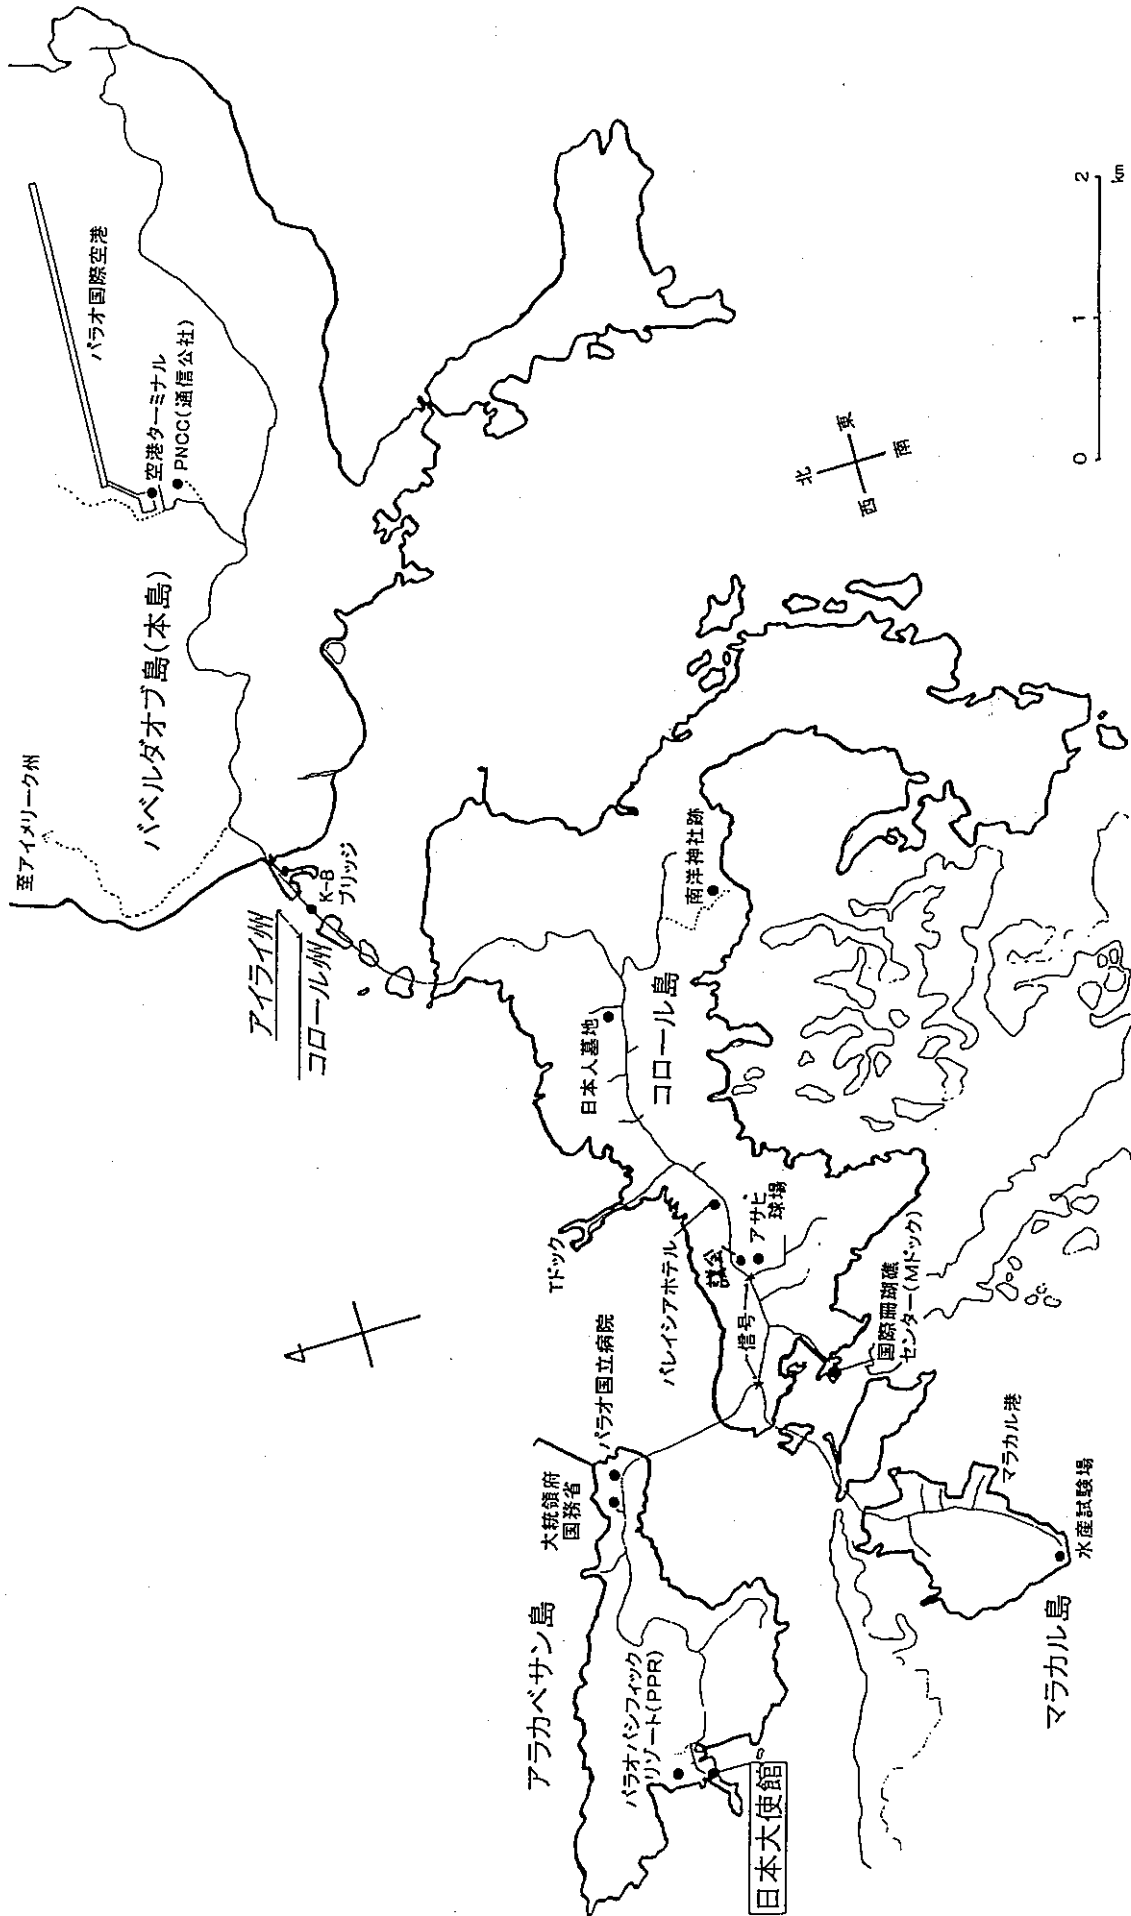 至アイメリーク州
バベルダオブ島(本島)
パラオ国際空港
空港ターミナル
PNCC(通信公社)
アイライ州
コロール州
K-B
ブリッジ
南洋神社跡
日本人墓地
コロール島
Tドック
パレイシアホテル
議会
アサヒ
球場
信号
国際珊瑚礁
センター(Mドック)
パラオ国立病院
大統領府
国務省
アラカベサン島
パラオパシフィック
リゾート(PPR)
日本大使館
マラカル港
水産試験場
マラカル島
北
東
西
南
0
1
2
km